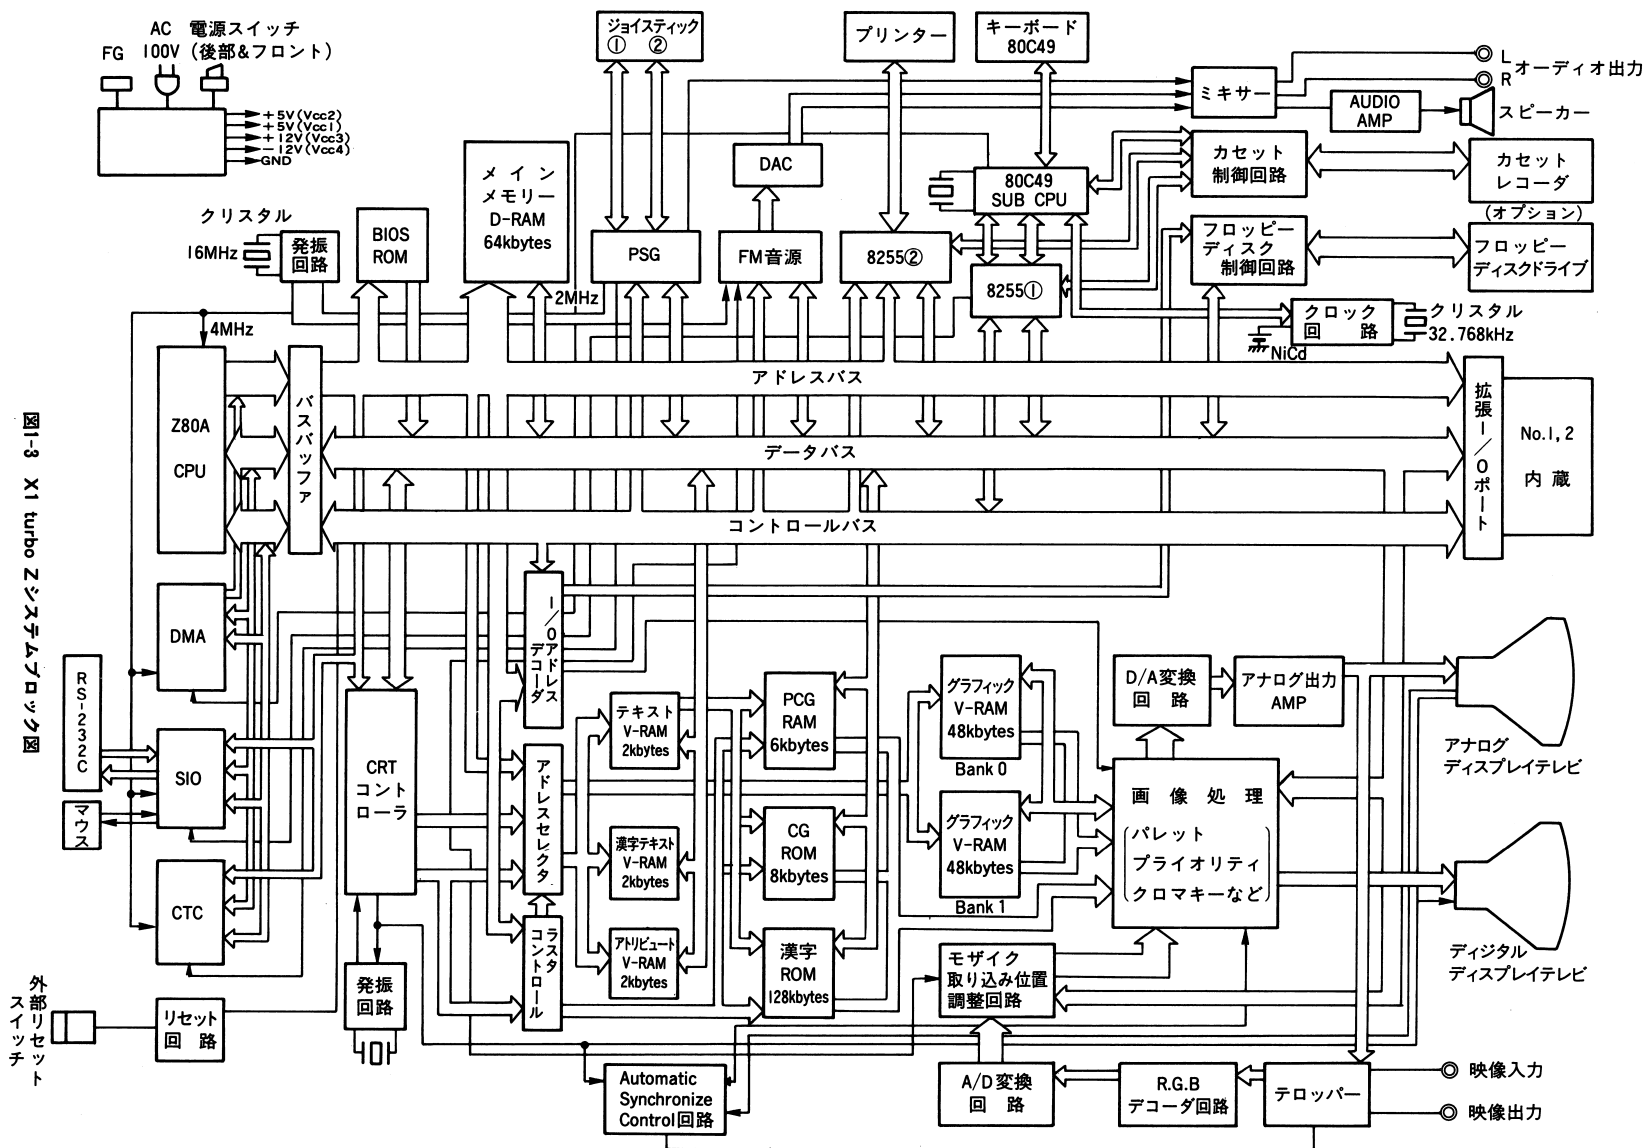 図1-3 X1 turbo Zシステムブロック図
FG
AC
100V
電源スイッチ
(後部&フロント)
+5V(Vcc2)
+5V(Vcc1)
+12V(Vcc3)
-12V(Vcc4)
GND
ジョイスティック
① ②
プリンター
キーボード
80C49
ミキサー
L
R
オーディオ出力
AUDIO
AMP
スピーカー
メイン
メモリー
D-RAM
64kbytes
DAC
80C49
SUB CPU
カセット
制御回路
カセット
レコーダ
(オプション)
クリスタル
16MHz
発振
回路
BIOS
ROM
PSG
FM音源
8255②
8255①
フロッピー
ディスク
制御回路
フロッピー
ディスクドライブ
2MHz
4MHz
クロック
回路
クリスタル
32.768kHz
NiCd
Z80A
CPU
バスバッファ
アドレスバス
データバス
コントロールバス
拡張I/Oポート
No.1,2
内蔵
DMA
I/Oアドレス
デコーダ
RS-232C
SIO
マウス
CTC
CRT
コント
ローラ
アドレスセレクタ
ラスタ
コントロール
テキスト
V-RAM
2kbytes
漢字テキスト
V-RAM
2kbytes
アトリビュート
V-RAM
2kbytes
PCG
RAM
6kbytes
CG
ROM
8kbytes
漢字
ROM
128kbytes
グラフィック
V-RAM
48kbytes
Bank 0
グラフィック
V-RAM
48kbytes
Bank 1
D/A変換
回路
アナログ出力
AMP
画像処理
(パレット
プライオリティ
クロマキーなど)
アナログ
ディスプレイテレビ
ディジタル
ディスプレイテレビ
モザイク
取り込み位置
調整回路
外部リセット
スイッチ
リセット
回路
発振
回路
Automatic
Synchronize
Control回路
A/D変換
回路
R.G.B
デコーダ回路
テロッパー
映像入力
映像出力